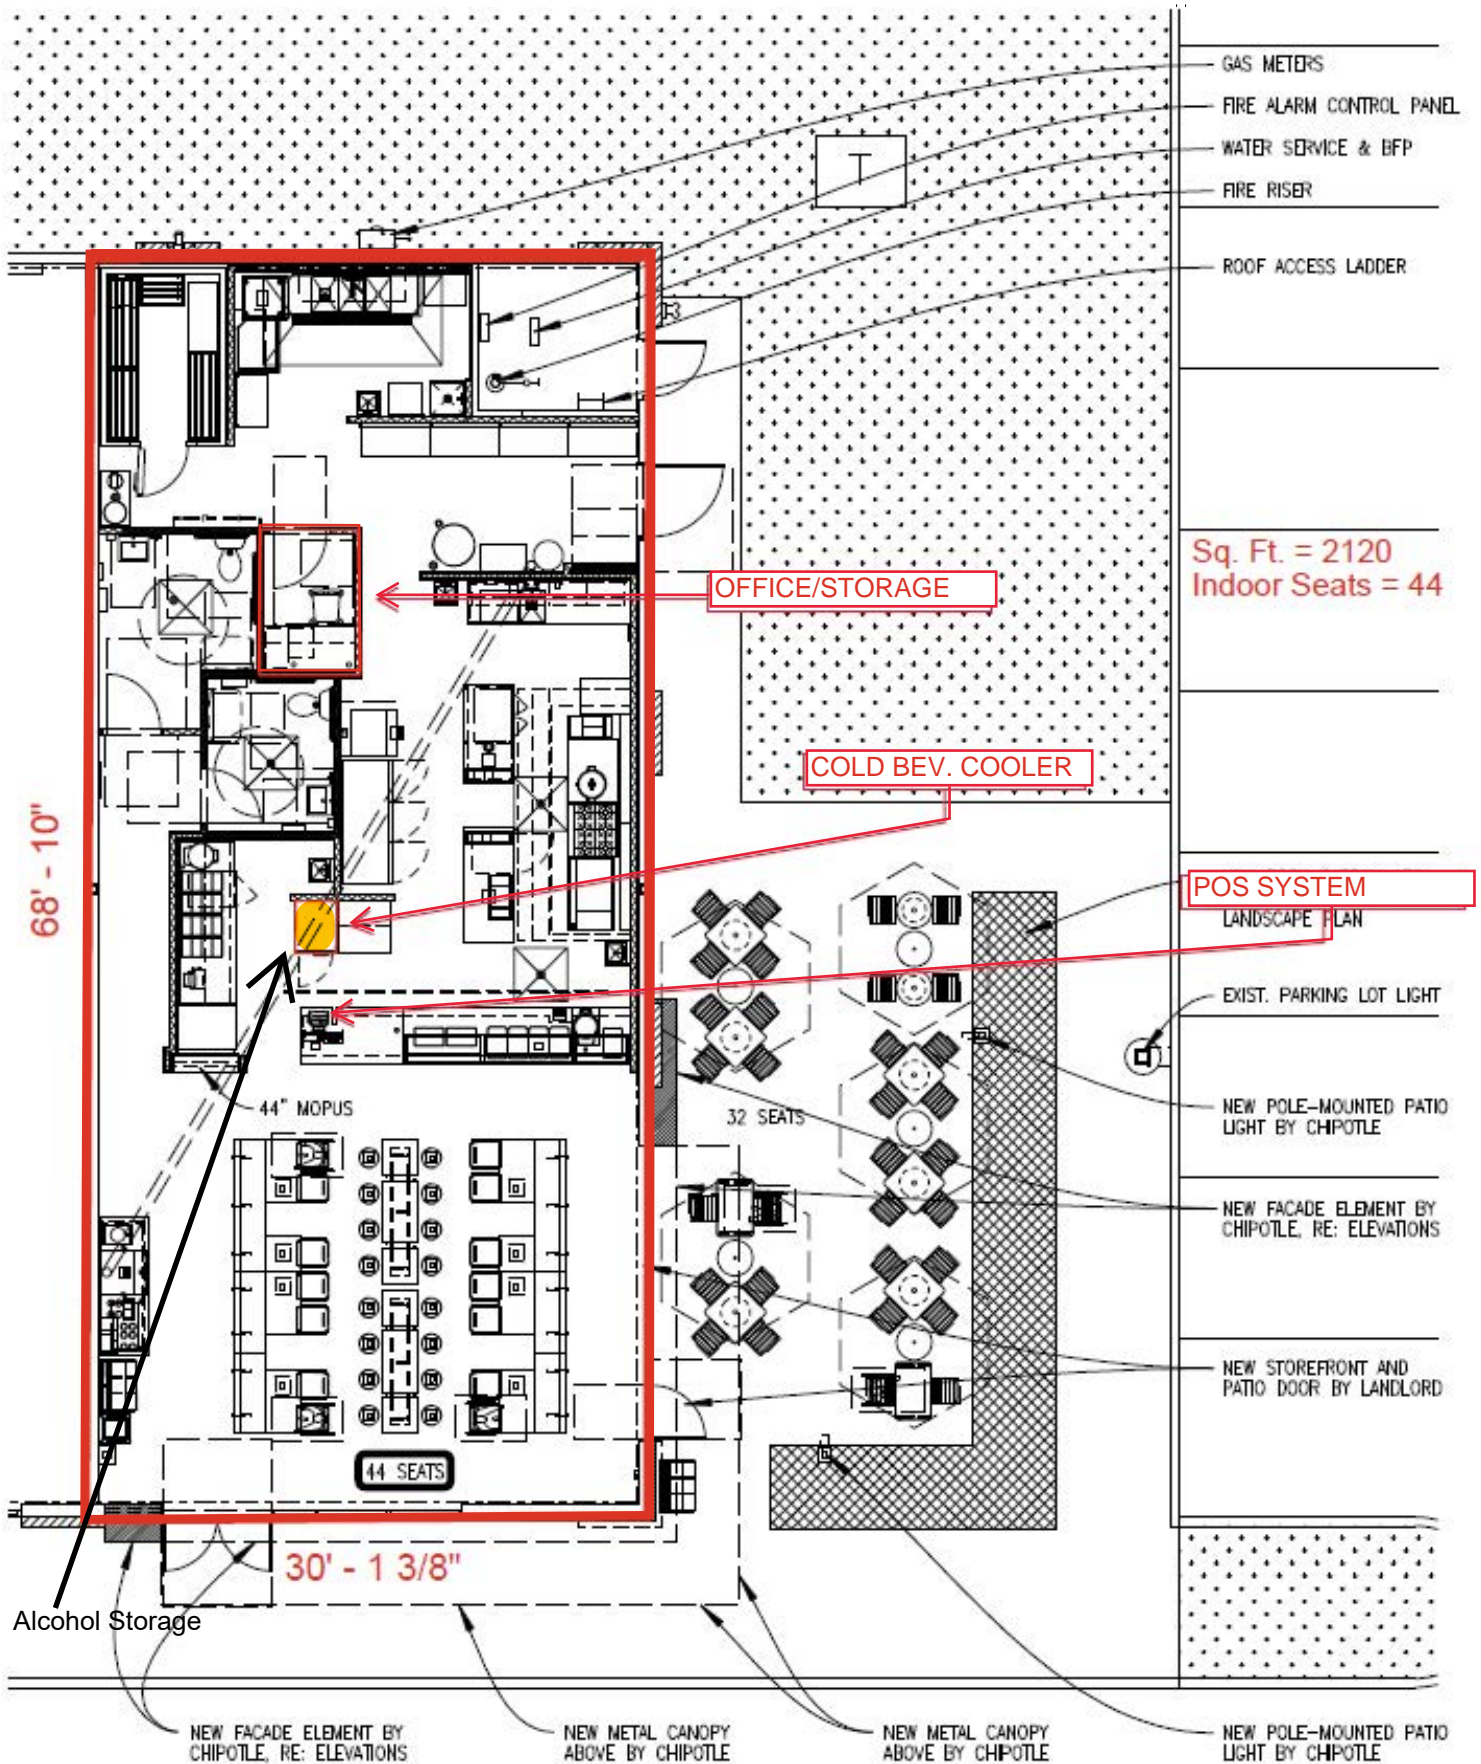 GAS METERS
FIRE ALARM CONTROL PANEL
WATER SERVICE & BFP
T
FIRE RISER
ROOF ACCESS LADDER
Sq. Ft. = 2120
Indoor Seats = 44
OFFICE/STORAGE
COLD BEV. COOLER
68' - 10"
POS SYSTEM
LANDSCAPE PLAN
EXIST. PARKING LOT LIGHT
44" MOPUS
32 SEATS
NEW POLE-MOUNTED PATIO
LIGHT BY CHIPOTLE
NEW FACADE ELEMENT BY
CHIPOTLE, RE: ELEVATIONS
NEW STOREFRONT AND
PATIO DOOR BY LANDLORD
44 SEATS
30' - 1 3/8"
Alcohol Storage
NEW FACADE ELEMENT BY
CHIPOTLE, RE: ELEVATIONS
NEW METAL CANOPY
ABOVE BY CHIPOTLE
NEW METAL CANOPY
ABOVE BY CHIPOTLE
NEW POLE-MOUNTED PATIO
LIGHT BY CHIPOTLE